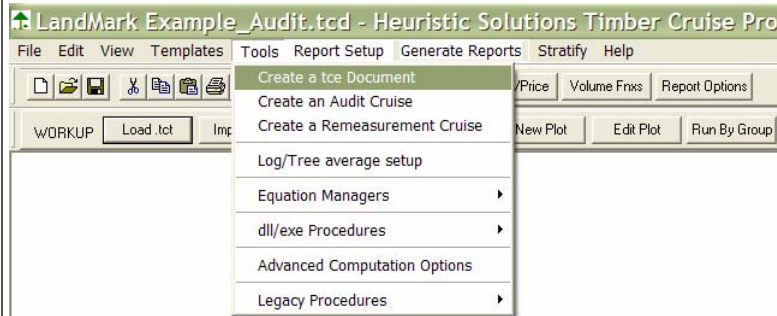 LandMark Example_Audit.tcd - Heuristic Solutions Timber Cruise Pro
File Edit View Templates Tools Report Setup Generate Reports Stratify Help
/Price Volume Fnxs Report Options
WORKUP Load .tct Imp New Plot Edit Plot Run By Group
Create a tce Document
Create an Audit Cruise
Create a Remeasurement Cruise
Log/Tree average setup
Equation Managers
dll/exe Procedures
Advanced Computation Options
Legacy Procedures